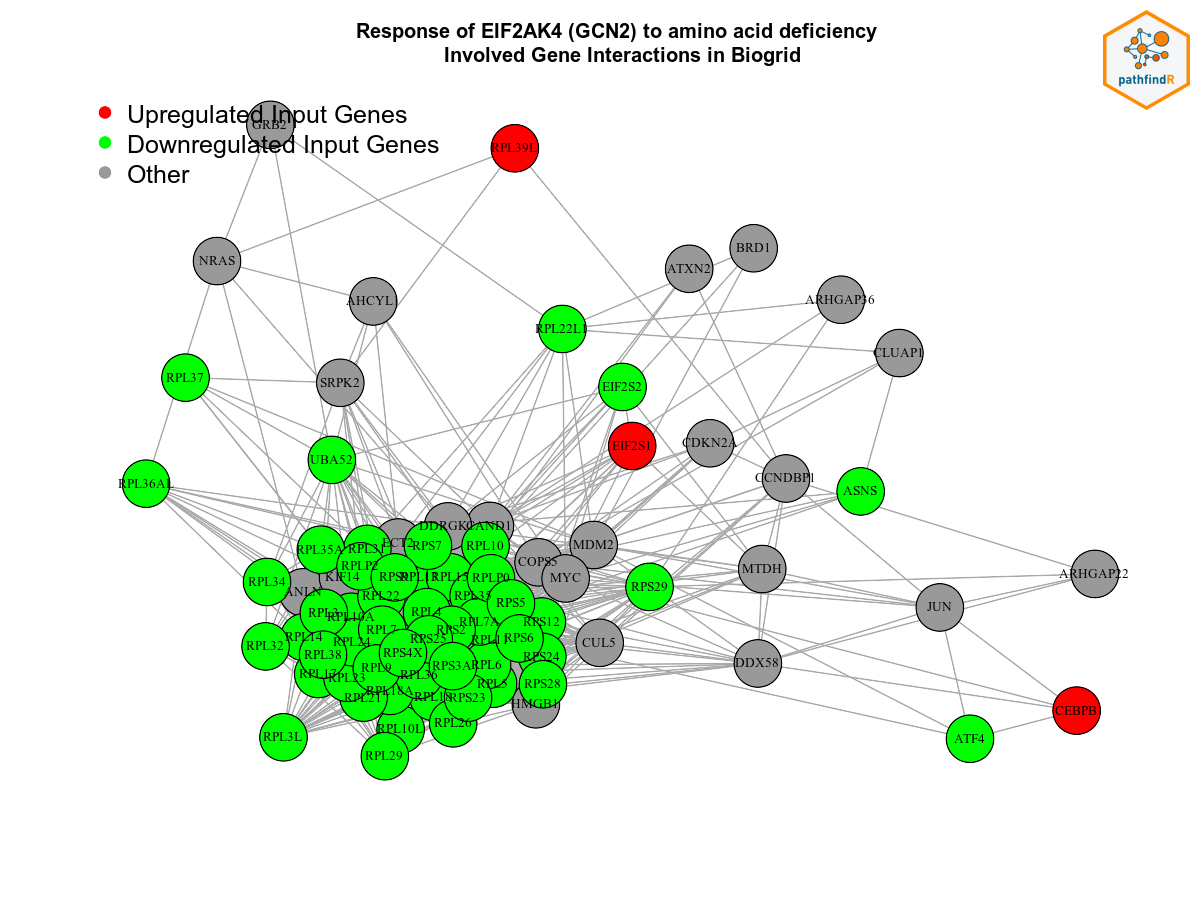 Response of EIF2AK4 (GCN2) to amino acid deficiency
Involved Gene Interactions in Biogrid
pathfindR
Upregulated Input Genes
Downregulated Input Genes
Other
GRB2
RPL39L
NRAS
ATXN2
BRD1
AHCYL1
ARHGAP36
RPL22L1
CLUAP1
RPL37
SRPK2
EIF2S2
UBA52
EIF2S1
CDKN2A
CCNDBP1
RPL36AL
ASNS
DDRGK
CAND1
ECT2
RPS7
RPL10
MDM2
RPL35A
RPL31
RPLP2
COPS5
MYC
MTDH
ARHGAP22
RPL34
ANLN
KIF14
RPL15
RPLP0
RPS29
RPL22
RPL35
RPS5
JUN
RPL3
RPL10A
RPL4
RPS12
RPL7
RPS2
RPL7A
RPL14
RPL24
RPS25
RPS6
CUL5
RPL32
RPL38
RPS4X
RPS24
DDX58
RPL9
RPS3A
RPL6
RPL17
RPL23
RPL36
RPL5
RPS28
RPL21
RPL18A
RPS23
HMGB1
CEBPB
RPL3L
RPL10L
RPL26
ATF4
RPL29